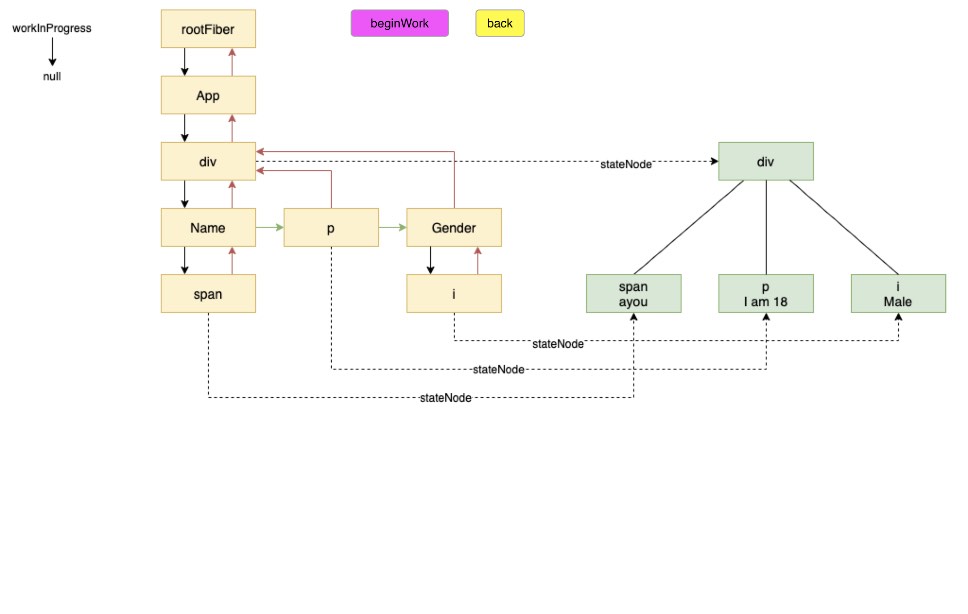 workInProgress
null
rootFiber
beginWork
back
App
div
stateNode
div
Name
p
Gender
span
i
span
ayou
p
I am 18
i
Male
stateNode
stateNode
stateNode